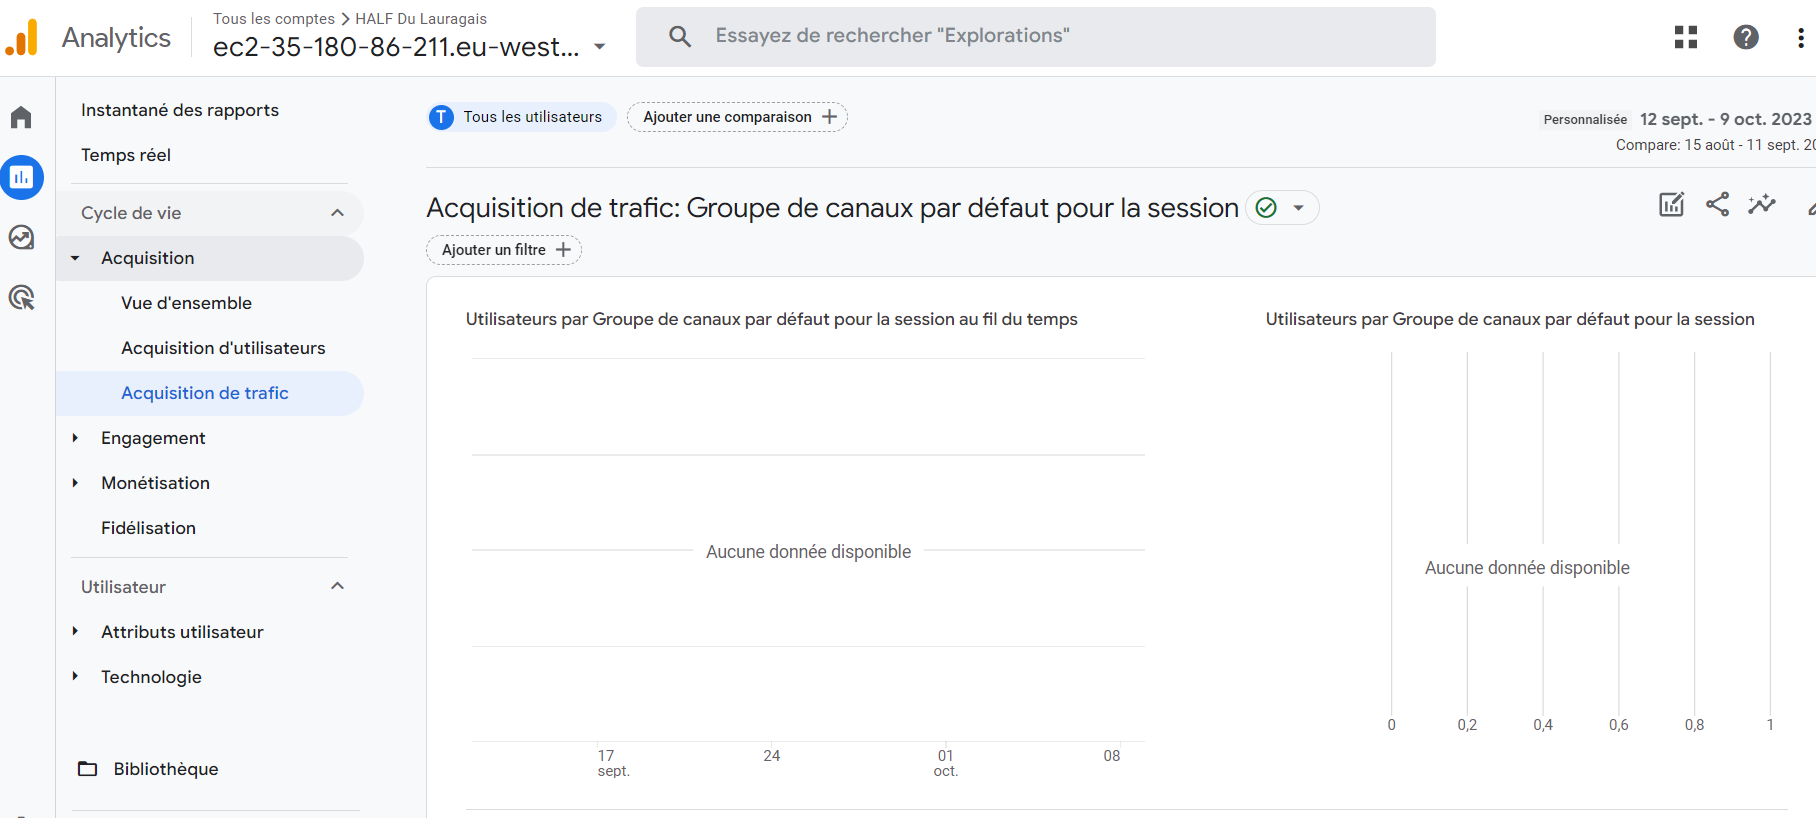 Analytics
Tous les comptes > HALF Du Lauragais
ec2-35-180-86-211.eu-west...
Essayez de rechercher "Explorations"
Instantané des rapports
Temps réel
Cycle de vie
Acquisition
Vue d'ensemble
Acquisition d'utilisateurs
Acquisition de trafic
Engagement
Monétisation
Fidélisation
Utilisateur
Attributs utilisateur
Technologie
Bibliothèque
T Tous les utilisateurs
Ajouter une comparaison +
Personnalisée 12 sept. - 9 oct. 2023
Compare: 15 août - 11 sept. 20
Acquisition de trafic: Groupe de canaux par défaut pour la session
Ajouter un filtre +
Utilisateurs par Groupe de canaux par défaut pour la session au fil du temps
Aucune donnée disponible
17 24 01 08
sept. oct.
Utilisateurs par Groupe de canaux par défaut pour la session
Aucune donnée disponible
0 0,2 0,4 0,6 0,8 1